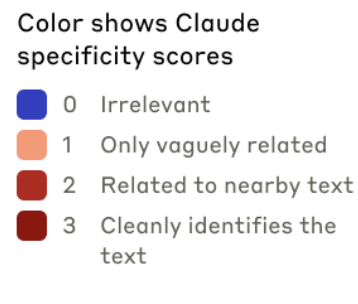 Color shows Claude
specificity scores
0 Irrelevant
1 Only vaguely related
2 Related to nearby text
3 Cleanly identifies the
text